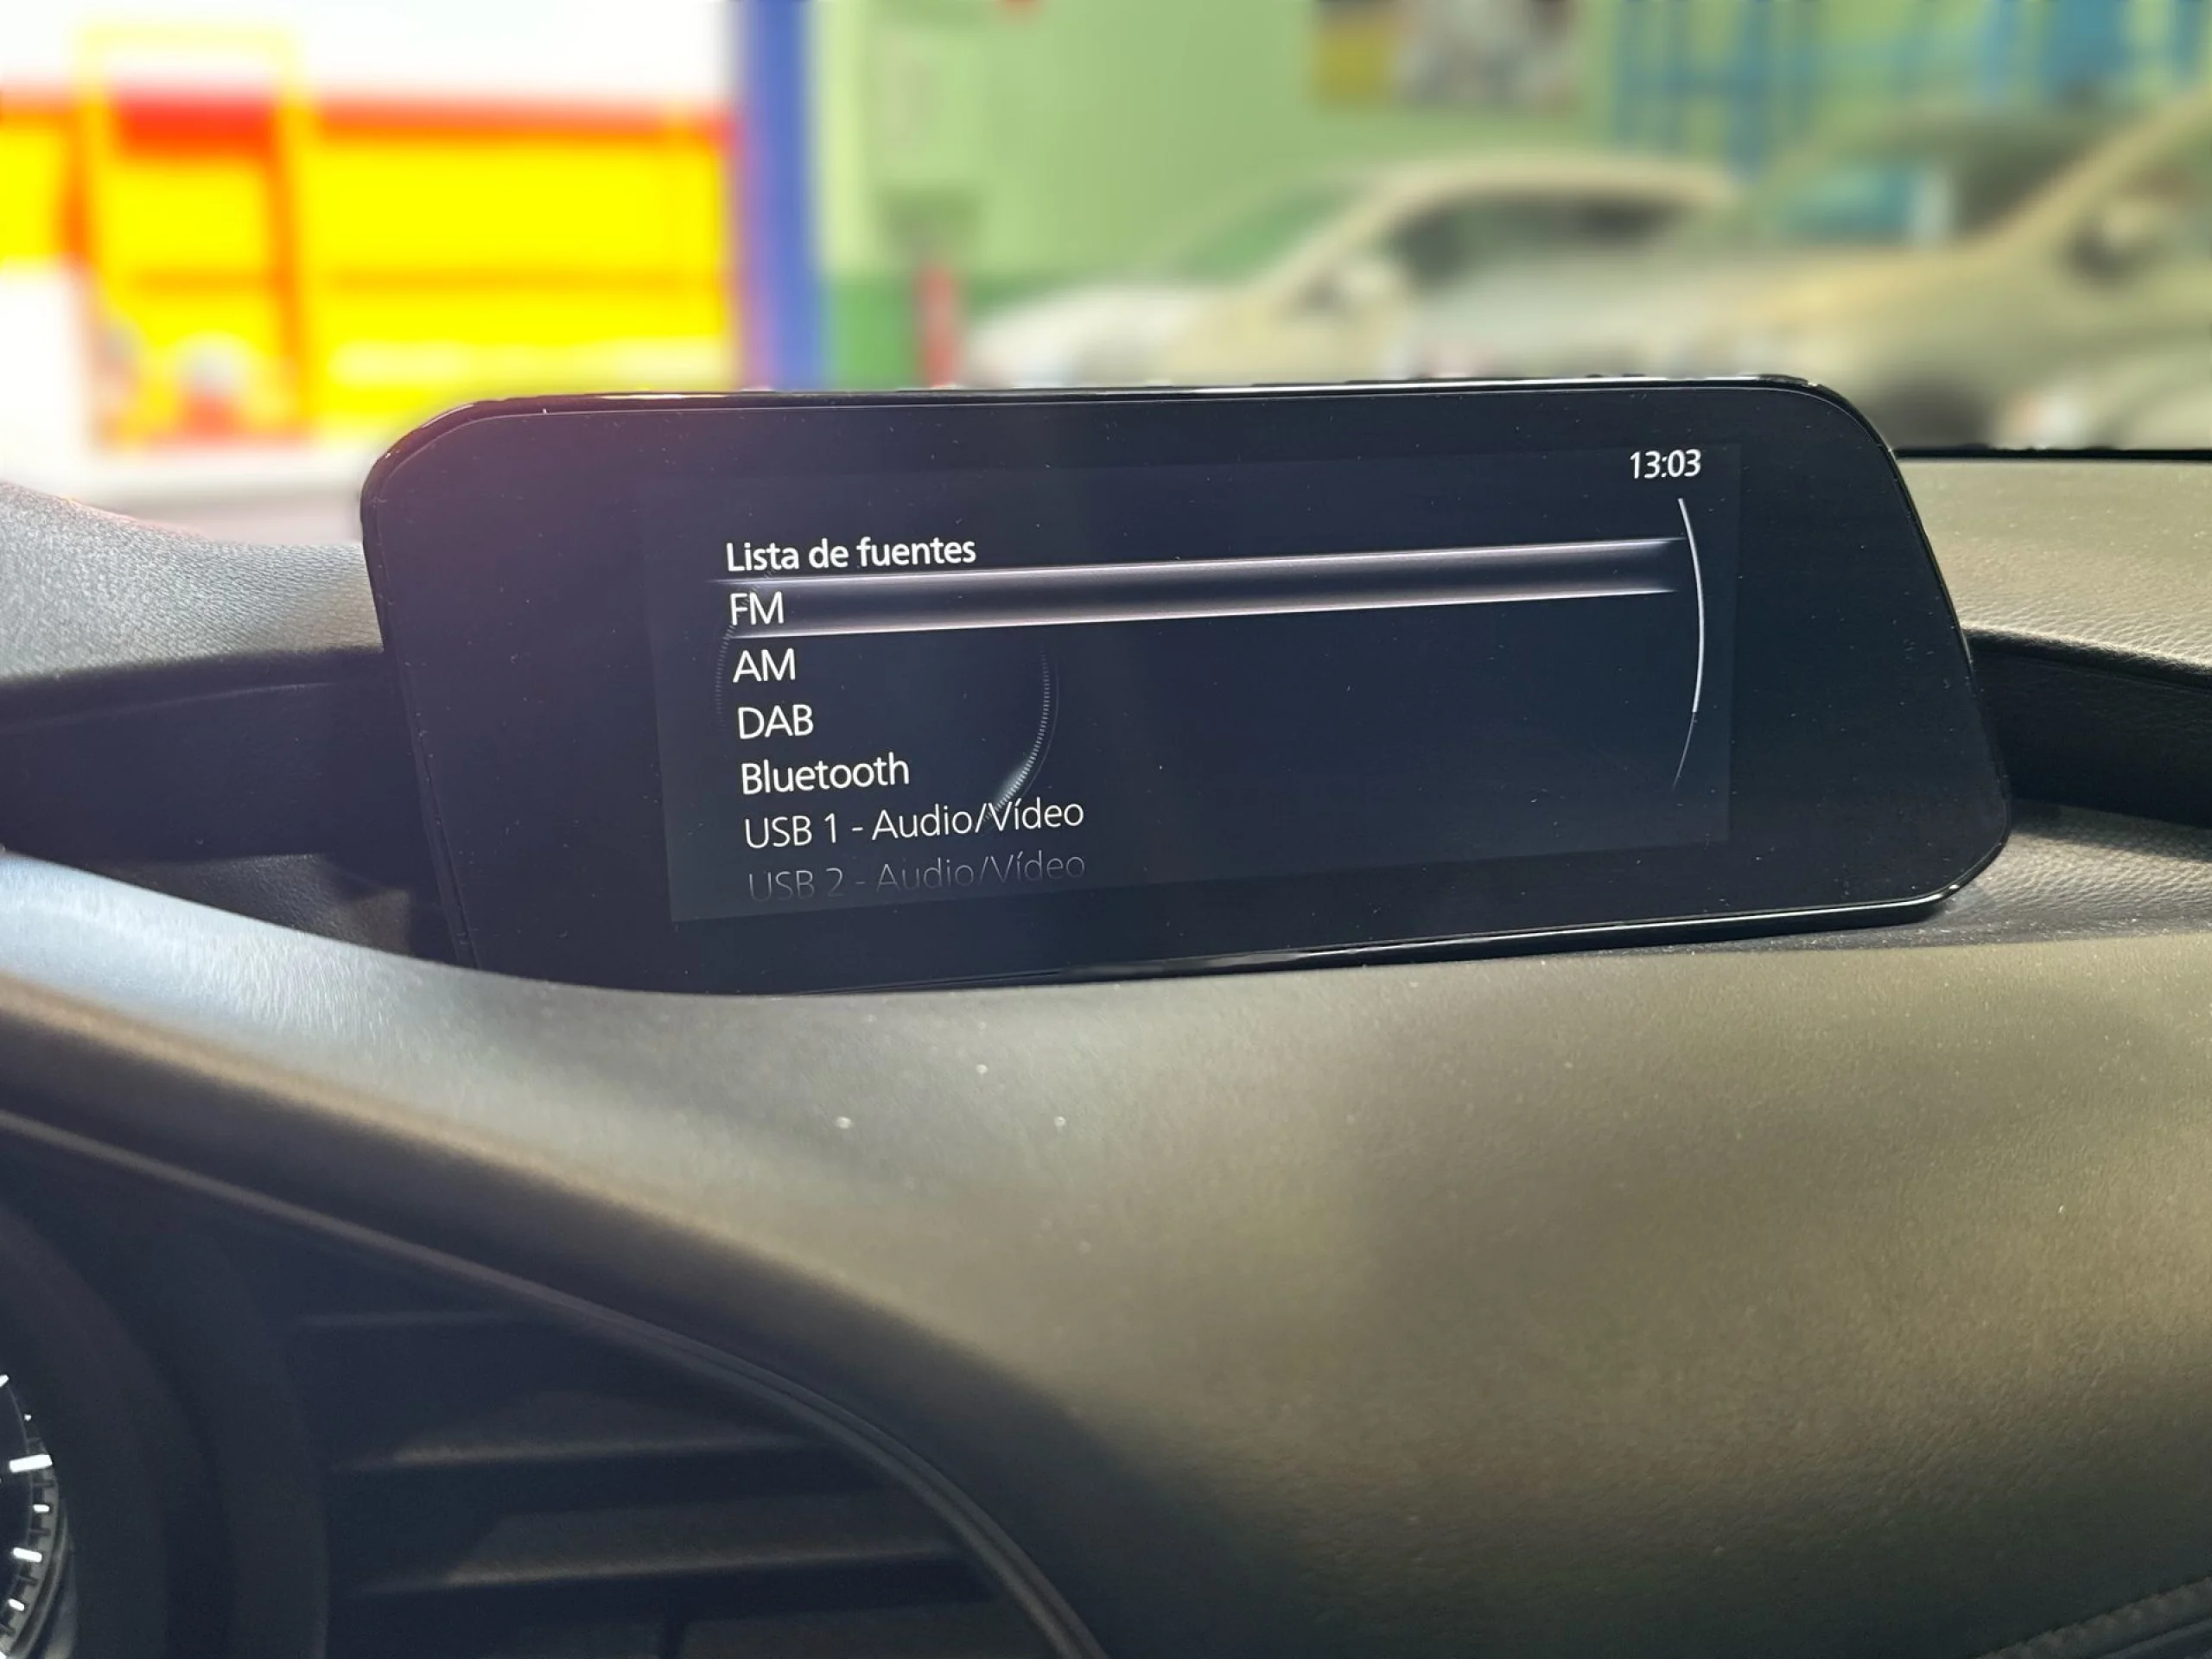 13:03
Lista de fuentes
FM
AM
DAB
Bluetooth
USB 1 - Audio/Vídeo
USB 2 - Audio/Vídeo